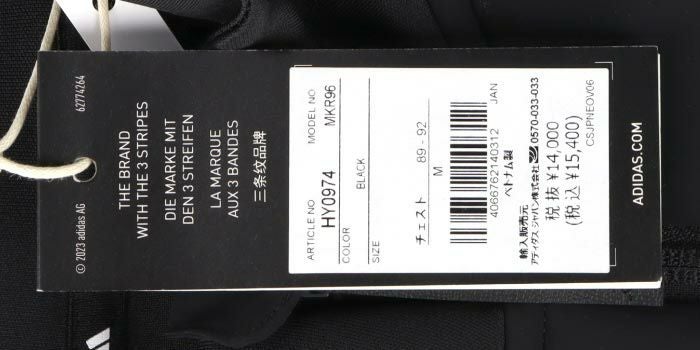 62774264
© 2023 adidas AG
THE BRAND
WITH THE 3 STRIPES
DIE MARKE MIT
DEN 3 STREIFEN
LA MARQUE
AUX 3 BANDES
三条纹品牌
ARTICLE NO
HY0974
MODEL NO
MKR96
COLOR
BLACK
SIZE
チェスト 89 - 92
M
4066762140312
JAN
ベトナム製
輸入販売元
アディダス ジャパン株式会社 0570-033-033
税 抜 ¥14,000
(税 込 ¥15,400)
CSJPNEOV06
ADIDAS.COM